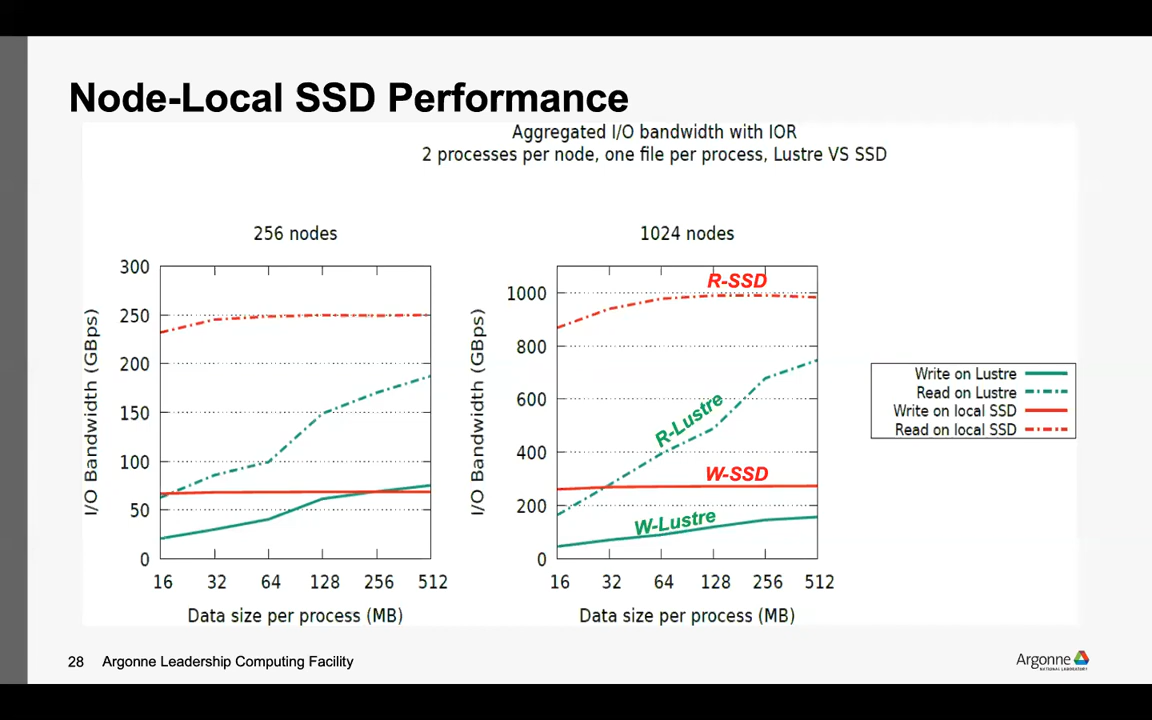 Node-Local SSD Performance
Aggregated I/O bandwidth with IOR
2 processes per node, one file per process, Lustre VS SSD
256 nodes
I/O Bandwidth (GBps)
300
250
200
150
100
50
0
16 32 64 128 256 512
Data size per process (MB)
1024 nodes
I/O Bandwidth (GBps)
1000
800
600
400
200
0
R-SSD
R-Lustre
W-SSD
W-Lustre
16 32 64 128 256 512
Data size per process (MB)
Write on Lustre
Read on Lustre
Write on local SSD
Read on local SSD
28 Argonne Leadership Computing Facility
Argonne
NATIONAL LABORATORY